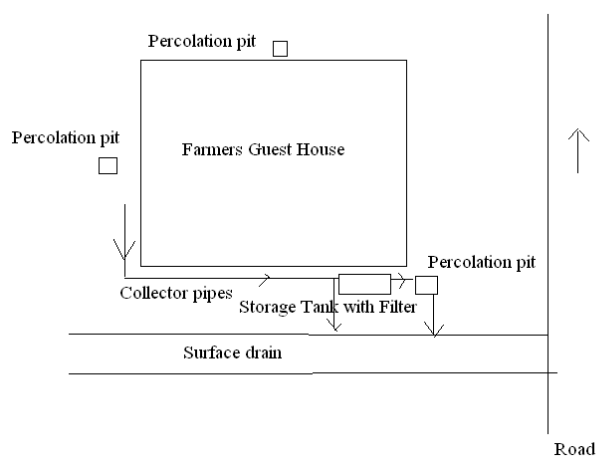 Percolation pit
Percolation pit
Farmers Guest House
Percolation pit
Collector pipes
Storage Tank with Filter
Surface drain
Road